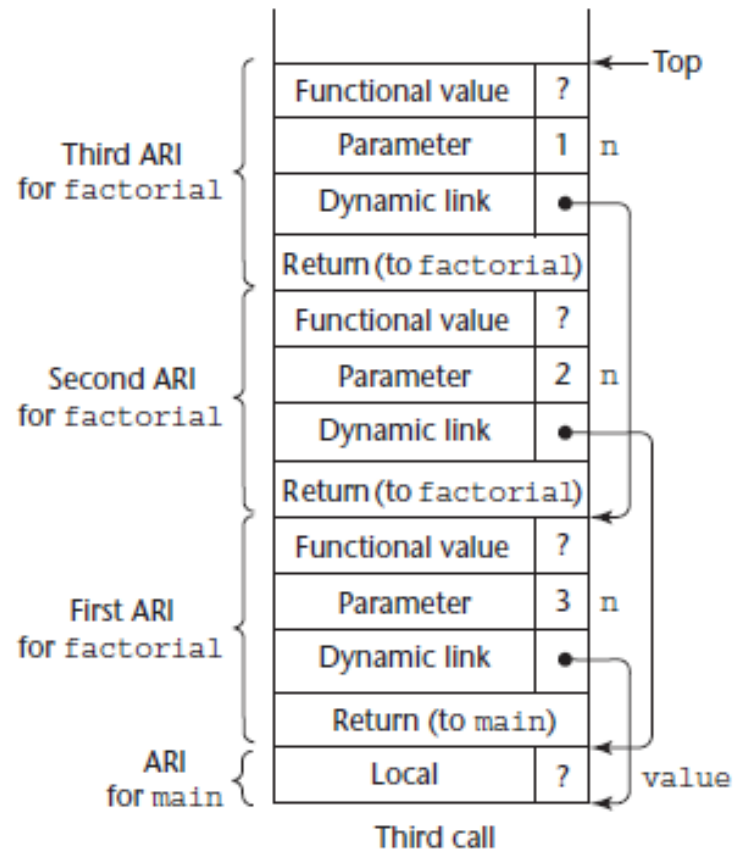 Top
Functional value ?
Third ARI
for factorial
Parameter 1 n
Dynamic link
Return (to factorial)
Functional value ?
Second ARI
for factorial
Parameter 2 n
Dynamic link
Return (to factorial)
Functional value ?
First ARI
for factorial
Parameter 3 n
Dynamic link
Return (to main)
ARI
for main
Local ? value
Third call